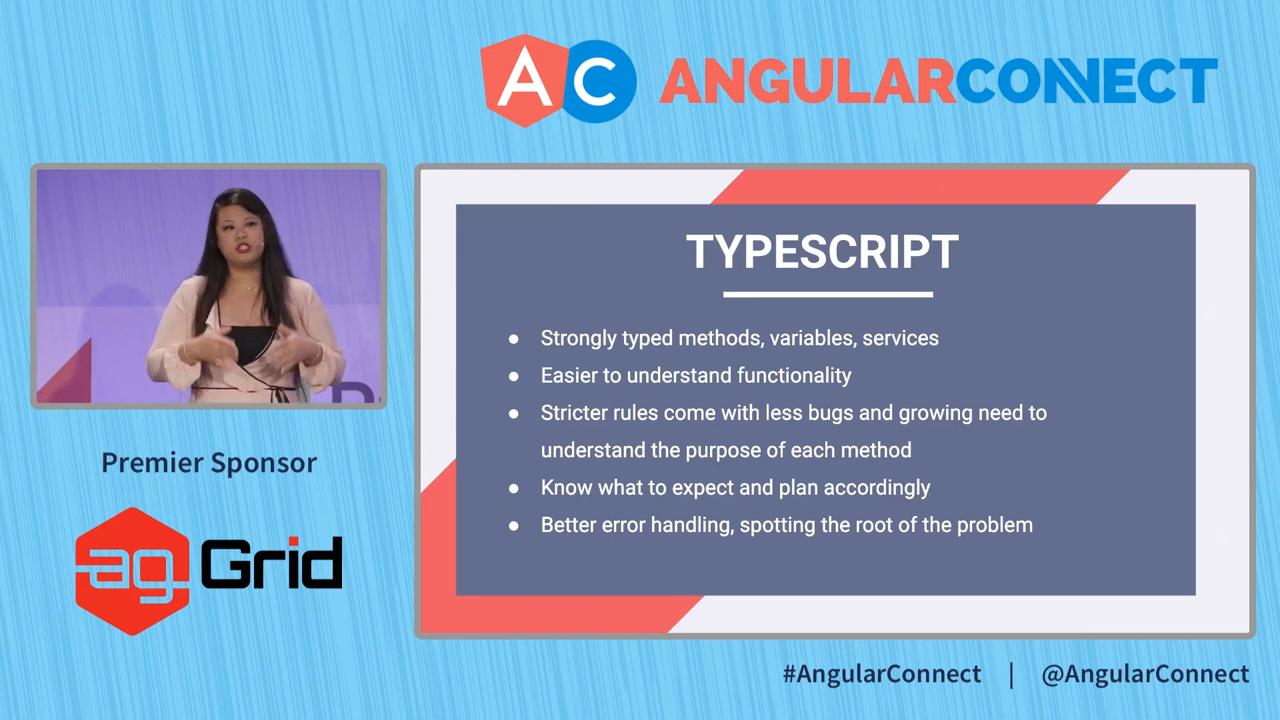 AC ANGULARCONNECT
TYPESCRIPT
● Strongly typed methods, variables, services
● Easier to understand functionality
● Stricter rules come with less bugs and growing need to
understand the purpose of each method
● Know what to expect and plan accordingly
● Better error handling, spotting the root of the problem
Premier Sponsor
ag Grid
#AngularConnect | @AngularConnect